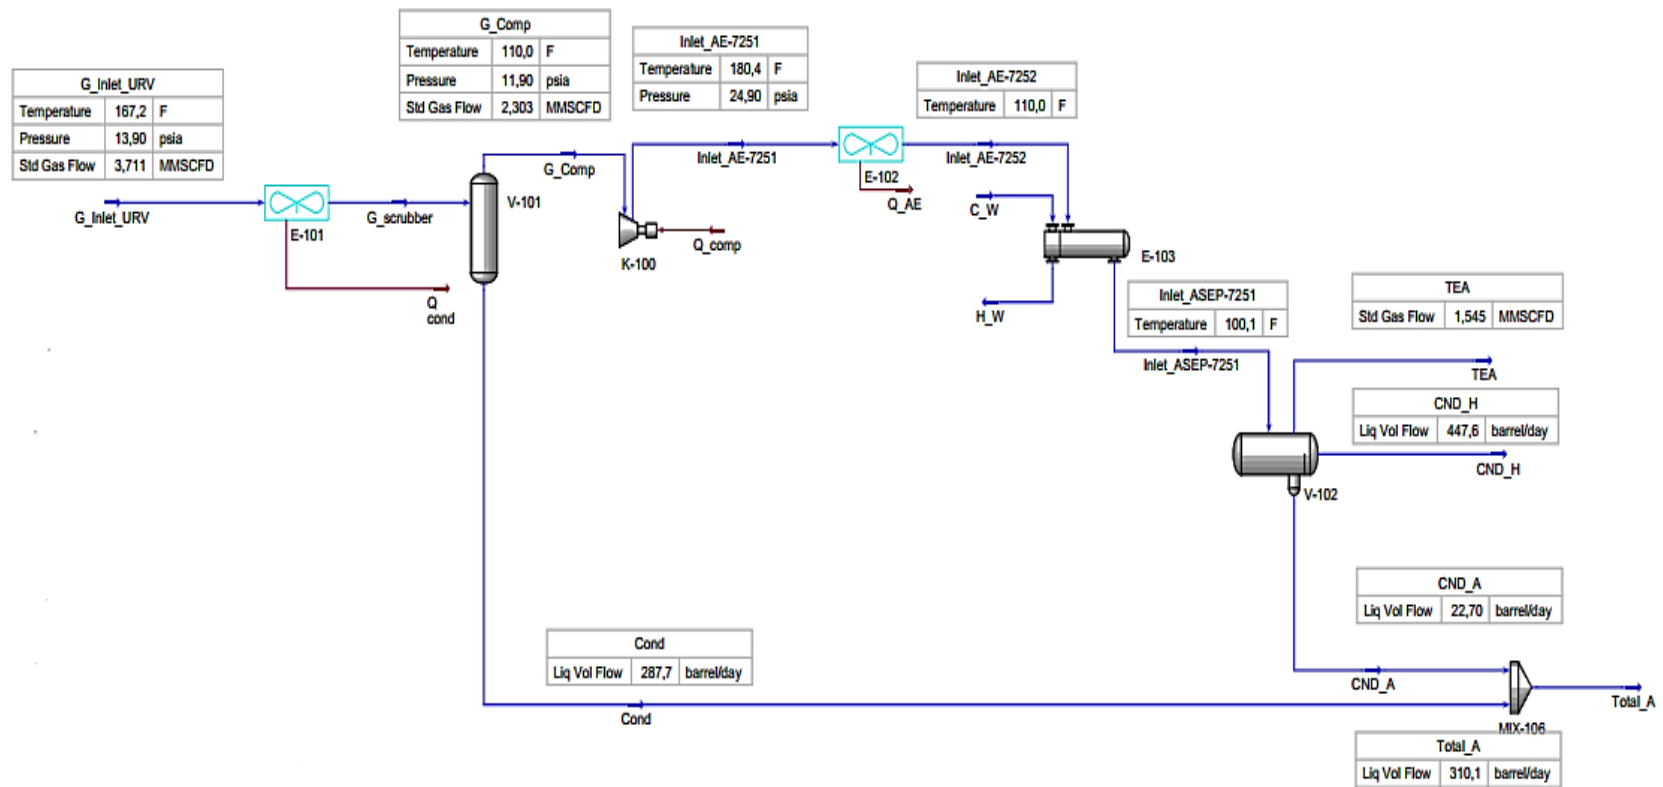 G_Comp
Temperature 110,0 F
Pressure 11,90 psia
Std Gas Flow 2,303 MMSCFD
Inlet_AE-7251
Temperature 180,4 F
Pressure 24,90 psia
Inlet_AE-7252
Temperature 110,0 F
G_Inlet_URV
Temperature 167,2 F
Pressure 13,90 psia
Std Gas Flow 3,711 MMSCFD
G_Inlet_URV
E-101
G_scrubber
Q
cond
V-101
G_Comp
K-100
Q_comp
Inlet_AE-7251
E-102
Q_AE
Inlet_AE-7252
C_W
E-103
H_W
Inlet_ASEP-7251
Temperature 100,1 F
Inlet_ASEP-7251
TEA
Std Gas Flow 1,545 MMSCFD
TEA
CND_H
Liq Vol Flow 447,6 barrel/day
CND_H
V-102
CND_A
Liq Vol Flow 22,70 barrel/day
Cond
Liq Vol Flow 287,7 barrel/day
CND_A
Cond
Total_A
MIX-106
Total_A
Liq Vol Flow 310,1 barrel/day